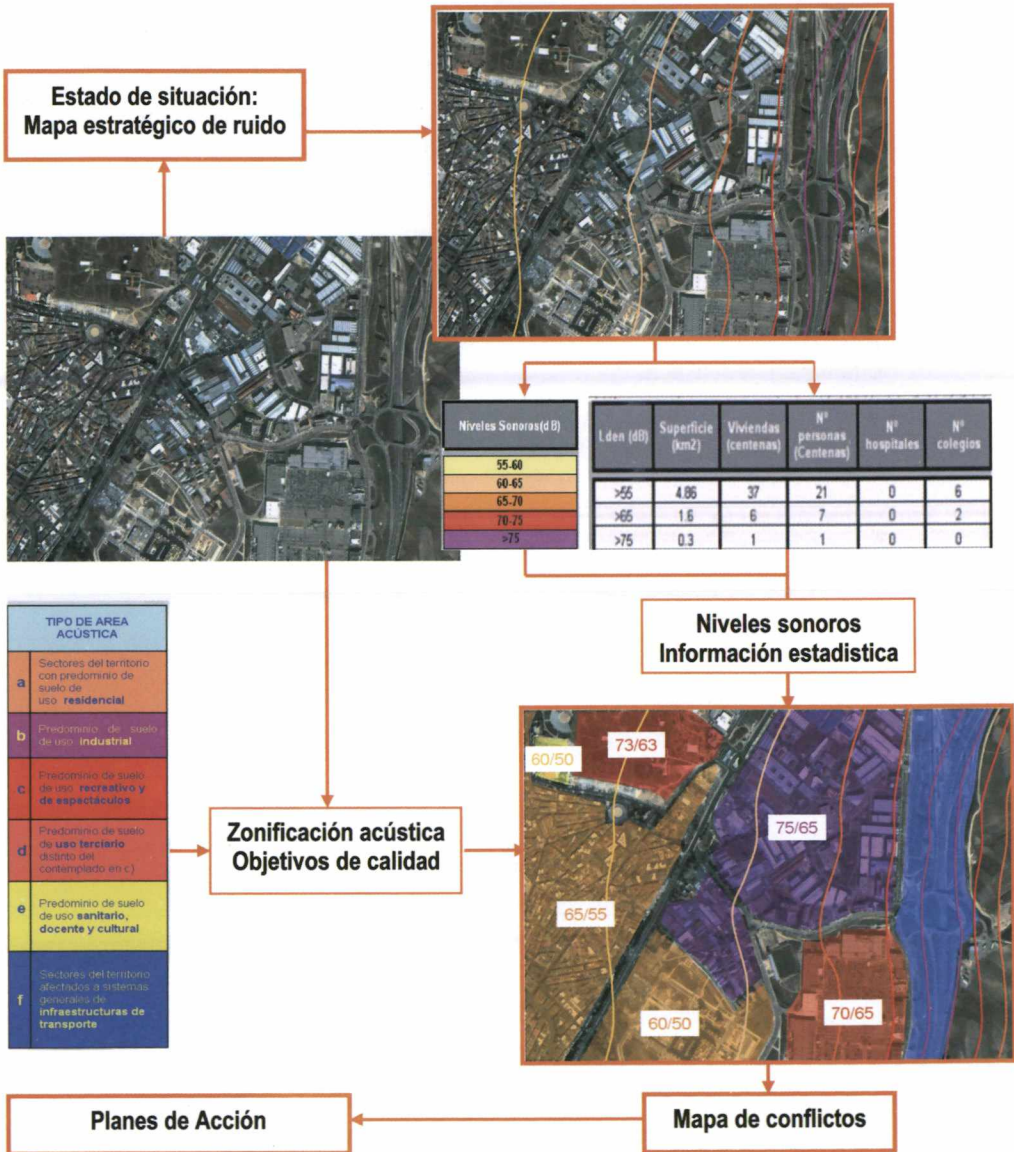 Estado de situación:
Mapa estratégico de ruido
Niveles Soros(dB)
55-60
60-65
65-70
70-75
>75
Lden (dB) Superficie (km2) Viviendas (centenas) Nº personas (Centenas) Nº hospitales Nº colegios
>55 4.86 37 21 0 6
>65 1.6 6 7 0 2
>75 0.3 1 1 0 0
Niveles sonoros
Información estadistica
TIPO DE AREA
ACÚSTICA
a Sectores del territorio
con predominio de
suelo de
uso residencial
b Predominio de suelo
de uso industrial
c Predominio de suelo
de uso recreativo y
de espectáculos
d Predominio de suelo
de uso terciario
distinto del
contemplado en c)
e Predominio de suelo
de uso sanitario,
docente y cultural
f Sectores del territorio
afectados a sistemas
generales de
infraestructuras de
transporte
Zonificación acústica
Objetivos de calidad
60/50
73/63
75/65
65/55
60/50
70/65
Mapa de conflictos
Planes de Acción